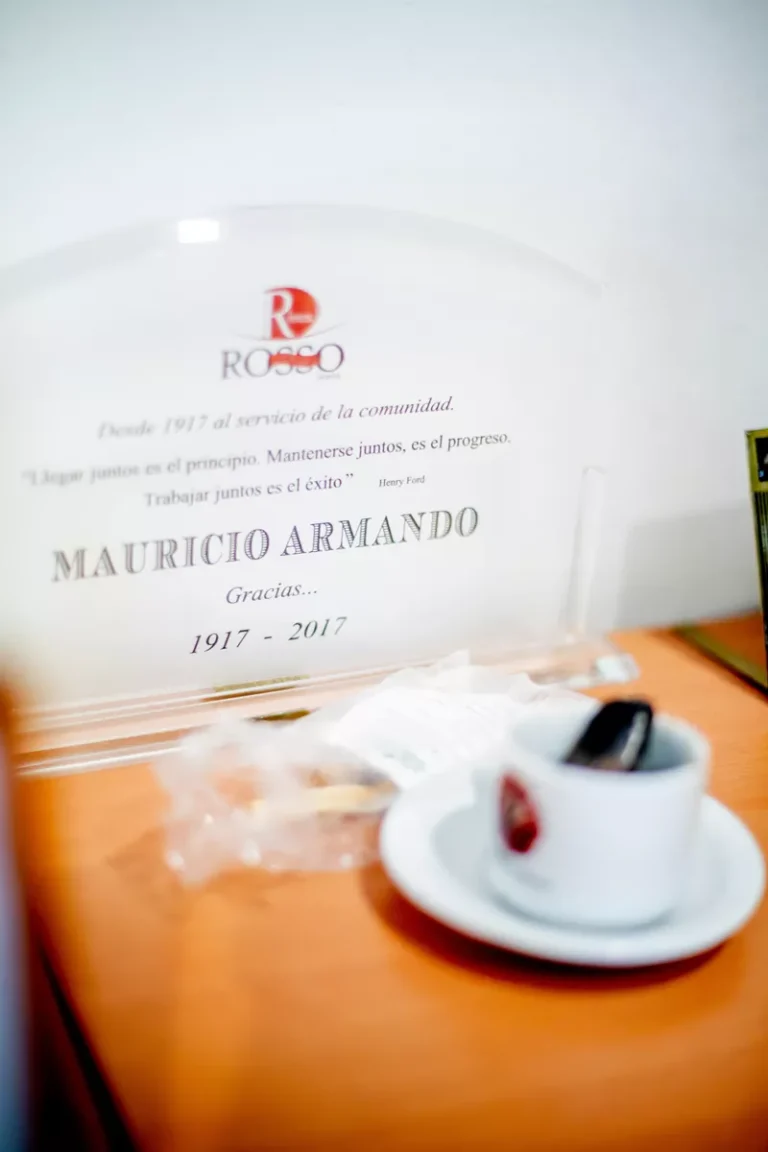 R
ROSSO
Desde 1917 al servicio de la comunidad.
"Llegar juntos es el principio. Mantenerse juntos, es el progreso.
Trabajar juntos es el éxito" Henry Ford
MAURICIO ARMANDO
Gracias...
1917 - 2017